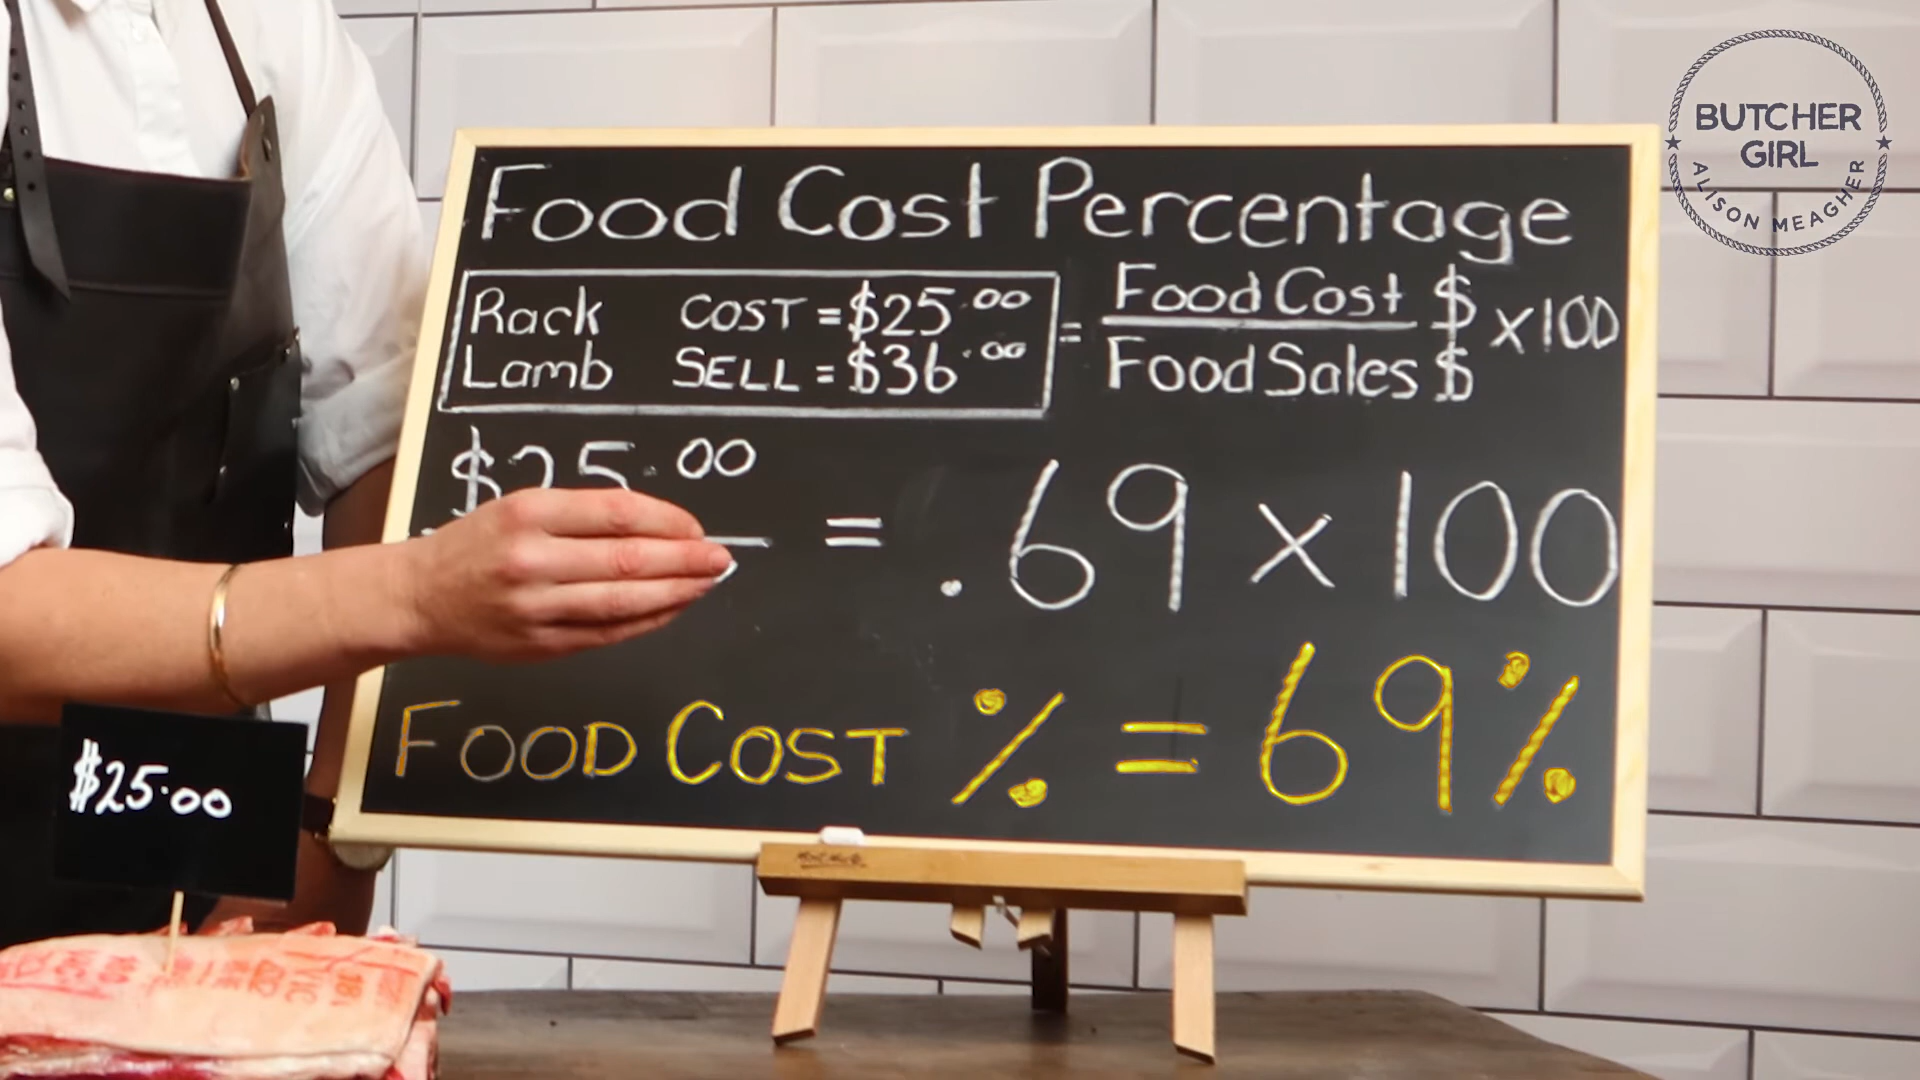 BUTCHER
GIRL
ALISON MEAGHER
Food Cost Percentage
Rack COST = $25.00
Lamb SELL = $36.00
= Food Cost $
Food Sales $
x100
$25.00
= .69 x 100
FOOD COST % = 69%
$25.00